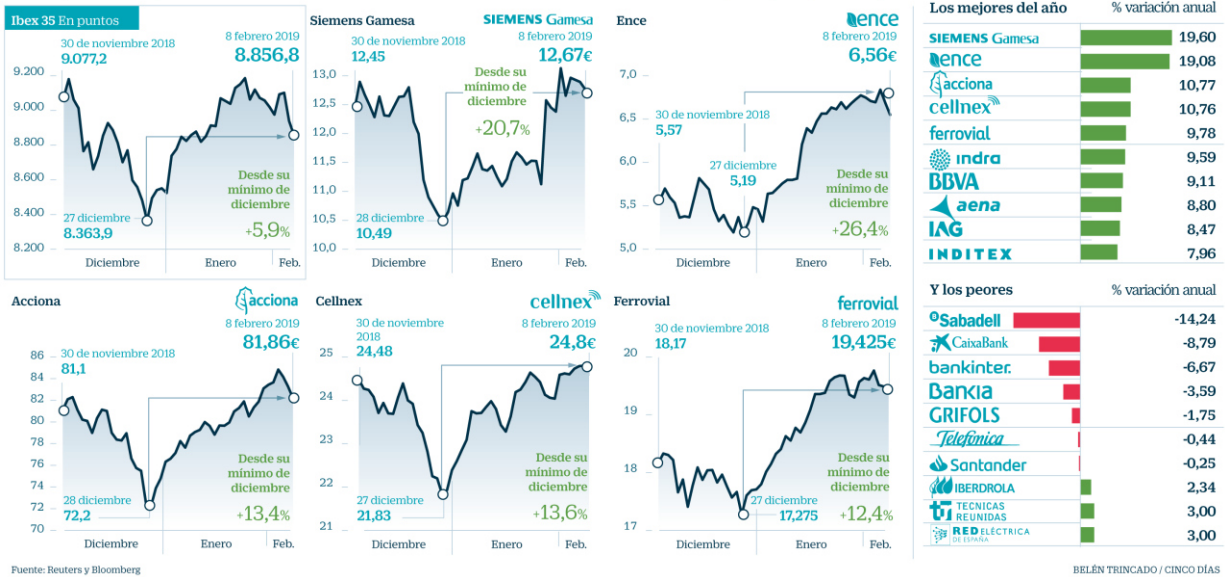 Ibex 35 En puntos
30 de noviembre 2018
9.077,2
8 febrero 2019
8.856,8
9.200
9.000
8.800
8.600
8.400
8.200
27 diciembre
8.363,9
Desde su
mínimo de
diciembre
+5,9%
Diciembre
Enero
Feb.
Siemens Gamesa
SIEMENS Gamesa
30 de noviembre 2018
12,45
8 febrero 2019
12,67€
13,0
12,5
12,0
11,5
11,0
10,5
10,0
Desde su
mínimo de
diciembre
+20,7%
28 diciembre
10,49
Diciembre
Enero
Feb.
Ence
ence
8 febrero 2019
6,56€
7,0
6,5
6,0
5,5
5,0
30 de noviembre 2018
5,57
27 diciembre
5,19
Desde su
mínimo de
diciembre
+26,4%
Diciembre
Enero
Feb.
Acciona
acciona
8 febrero 2019
81,86€
30 de noviembre 2018
81,1
86
84
82
80
78
76
74
72
70
28 diciembre
72,2
Desde su
mínimo de
diciembre
+13,4%
Diciembre
Enero
Feb.
Cellnex
cellnex
30 de noviembre
2018
24,48
8 febrero 2019
24,8€
25
24
23
22
21
27 diciembre
21,83
Desde su
mínimo de
diciembre
+13,6%
Diciembre
Enero
Feb.
Ferrovial
ferrovial
30 de noviembre 2018
18,17
8 febrero 2019
19,425€
20
19
18
17
27 diciembre
17,275
Desde su
mínimo de
diciembre
+12,4%
Diciembre
Enero
Feb.
Los mejores del año % variación anual
SIEMENS Gamesa 19,60
ence 19,08
acciona 10,77
cellnex 10,76
ferrovial 9,78
indra 9,59
BBVA 9,11
aena 8,80
IAG 8,47
INDITEX 7,96
Y los peores % variación anual
Sabadell -14,24
CaixaBank -8,79
bankinter. -6,67
Bankia -3,59
GRIFOLS -1,75
Telefónica -0,44
Santander -0,25
IBERDROLA 2,34
TECNICAS
REUNIDAS 3,00
RED ELÉCTRICA
DE ESPAÑA 3,00
Fuente: Reuters y Bloomberg
BELÉN TRINCADO / CINCO DÍAS